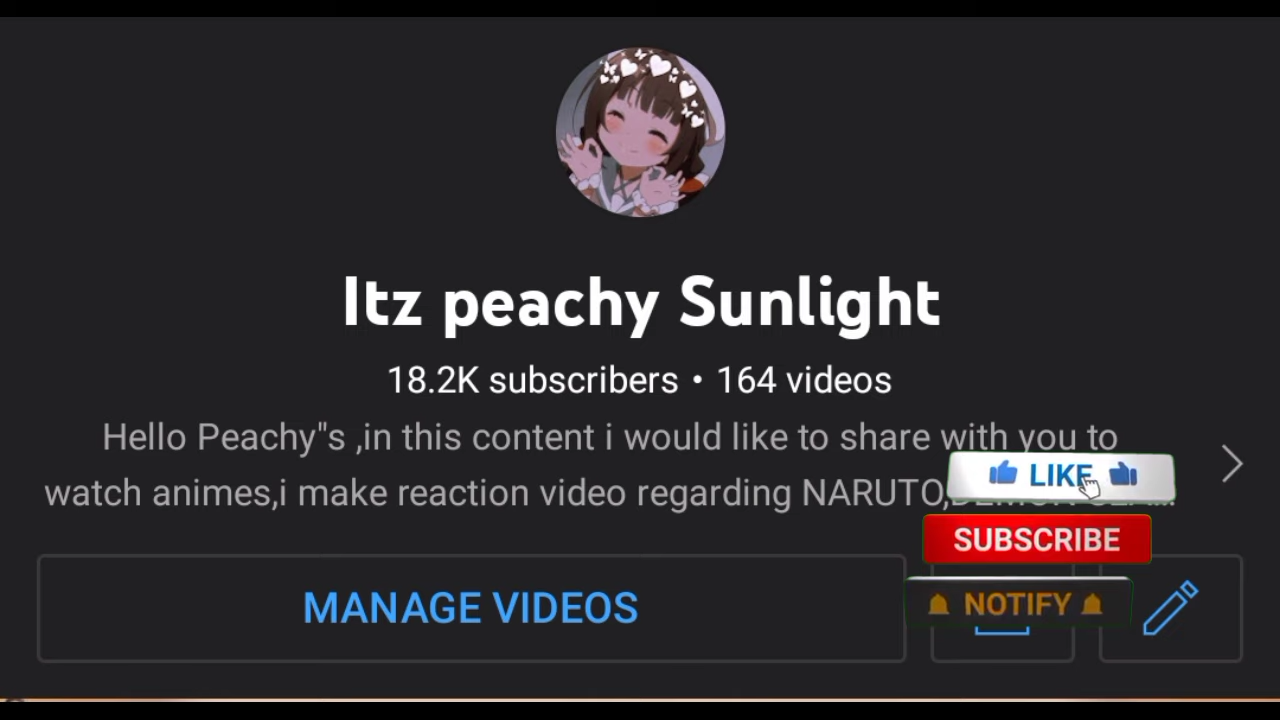 Itz peachy Sunlight
18.2K subscribers • 164 videos
Hello Peachy"s ,in this content i would like to share with you to
watch animes,i make reaction video regarding NARUTO,
LIKE
SUBSCRIBE
MANAGE VIDEOS
NOTIFY